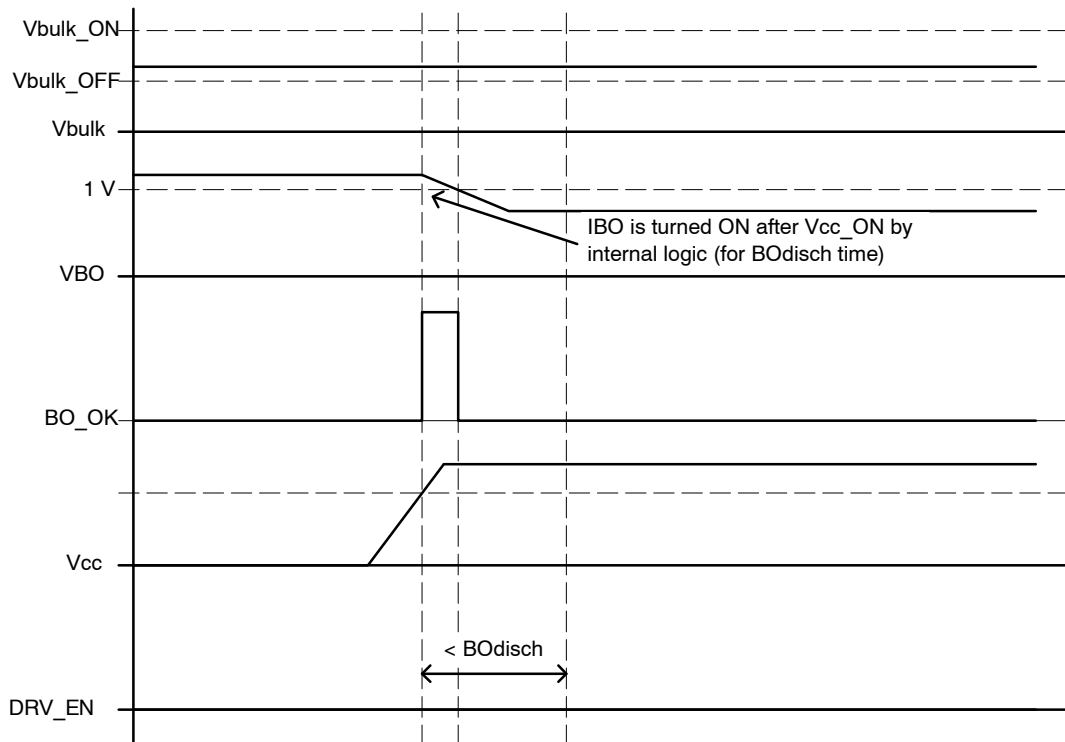 Vbulk_ON
Vbulk_OFF
Vbulk
1 V
IBO is turned ON after Vcc_ON by
internal logic (for BOdisch time)
VBO
BO_OK
Vcc
< BOdisch
DRV_EN